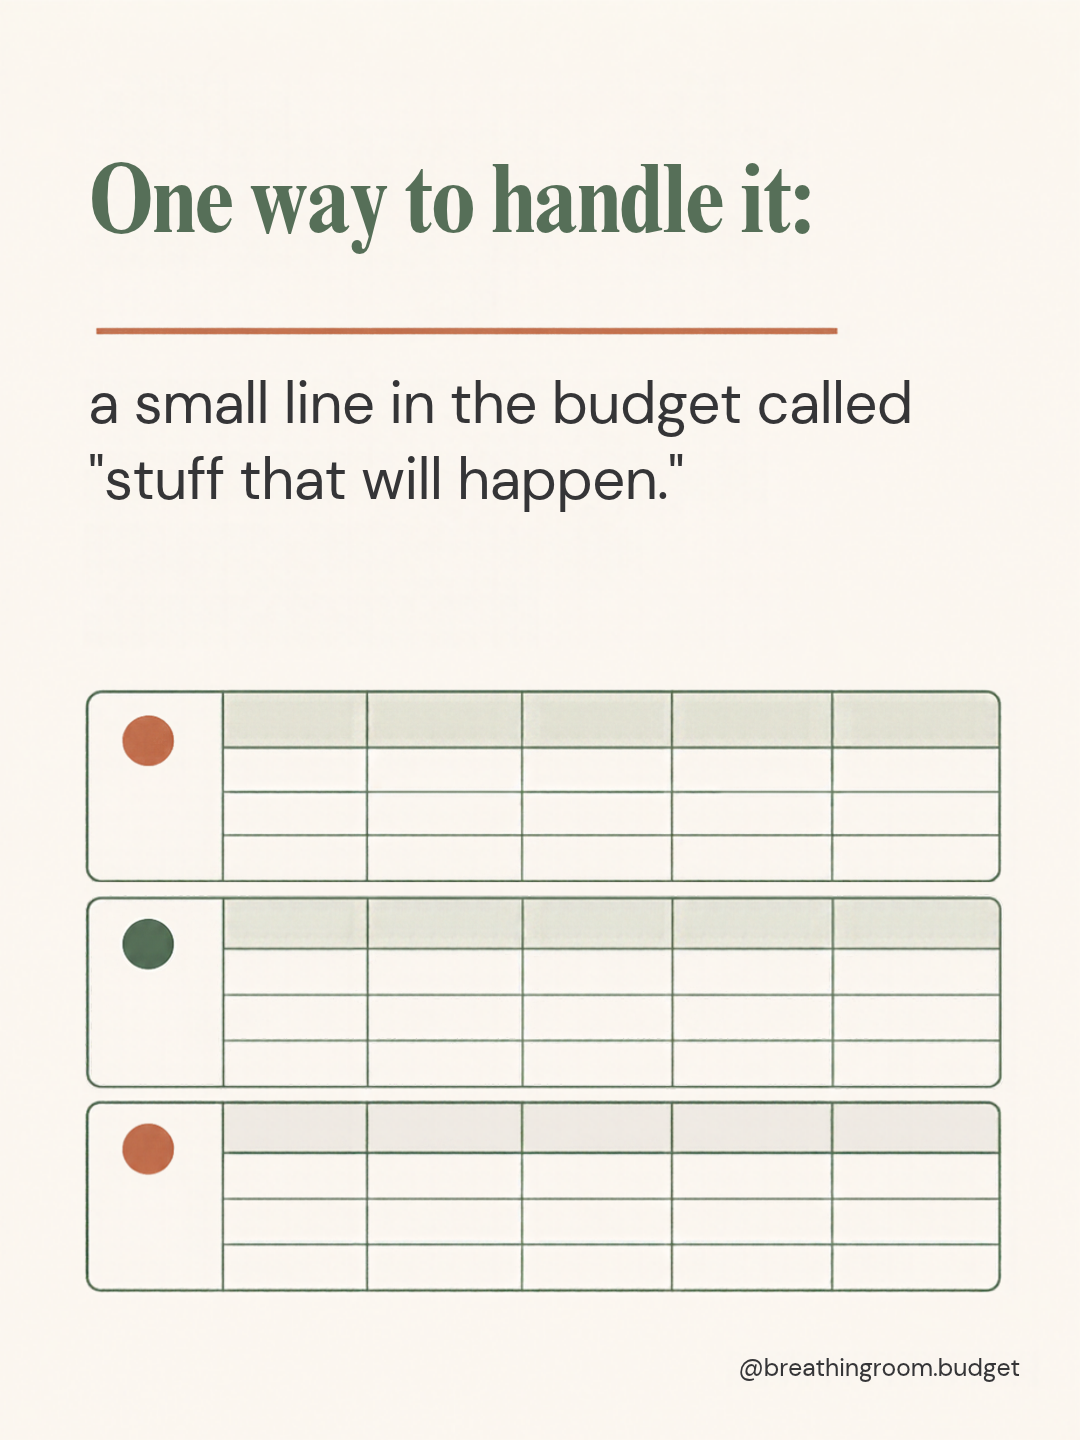 One way to handle it:
a small line in the budget called
"stuff that will happen."
@breathingroom.budget